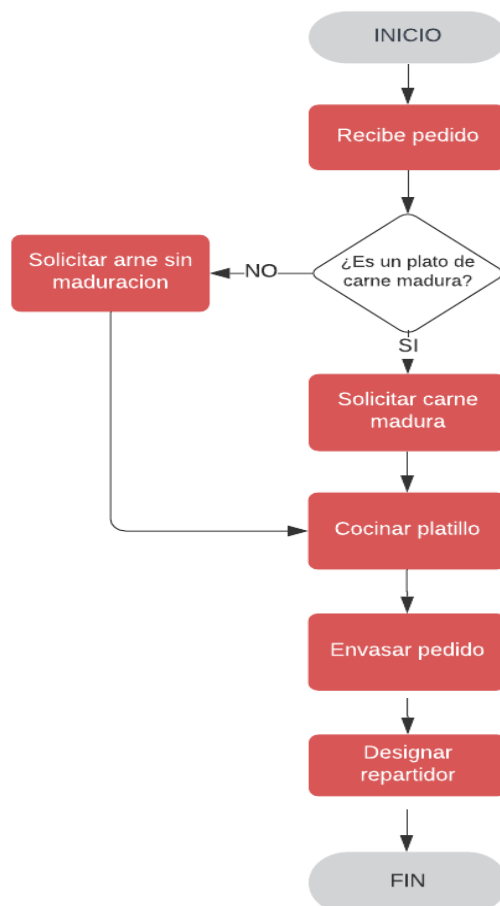 INICIO
Recibe pedido
¿Es un plato de
carne madura?
NO
Solicitar arne sin
maduracion
SI
Solicitar carne
madura
Cocinar platillo
Envasar pedido
Designar
repartidor
FIN